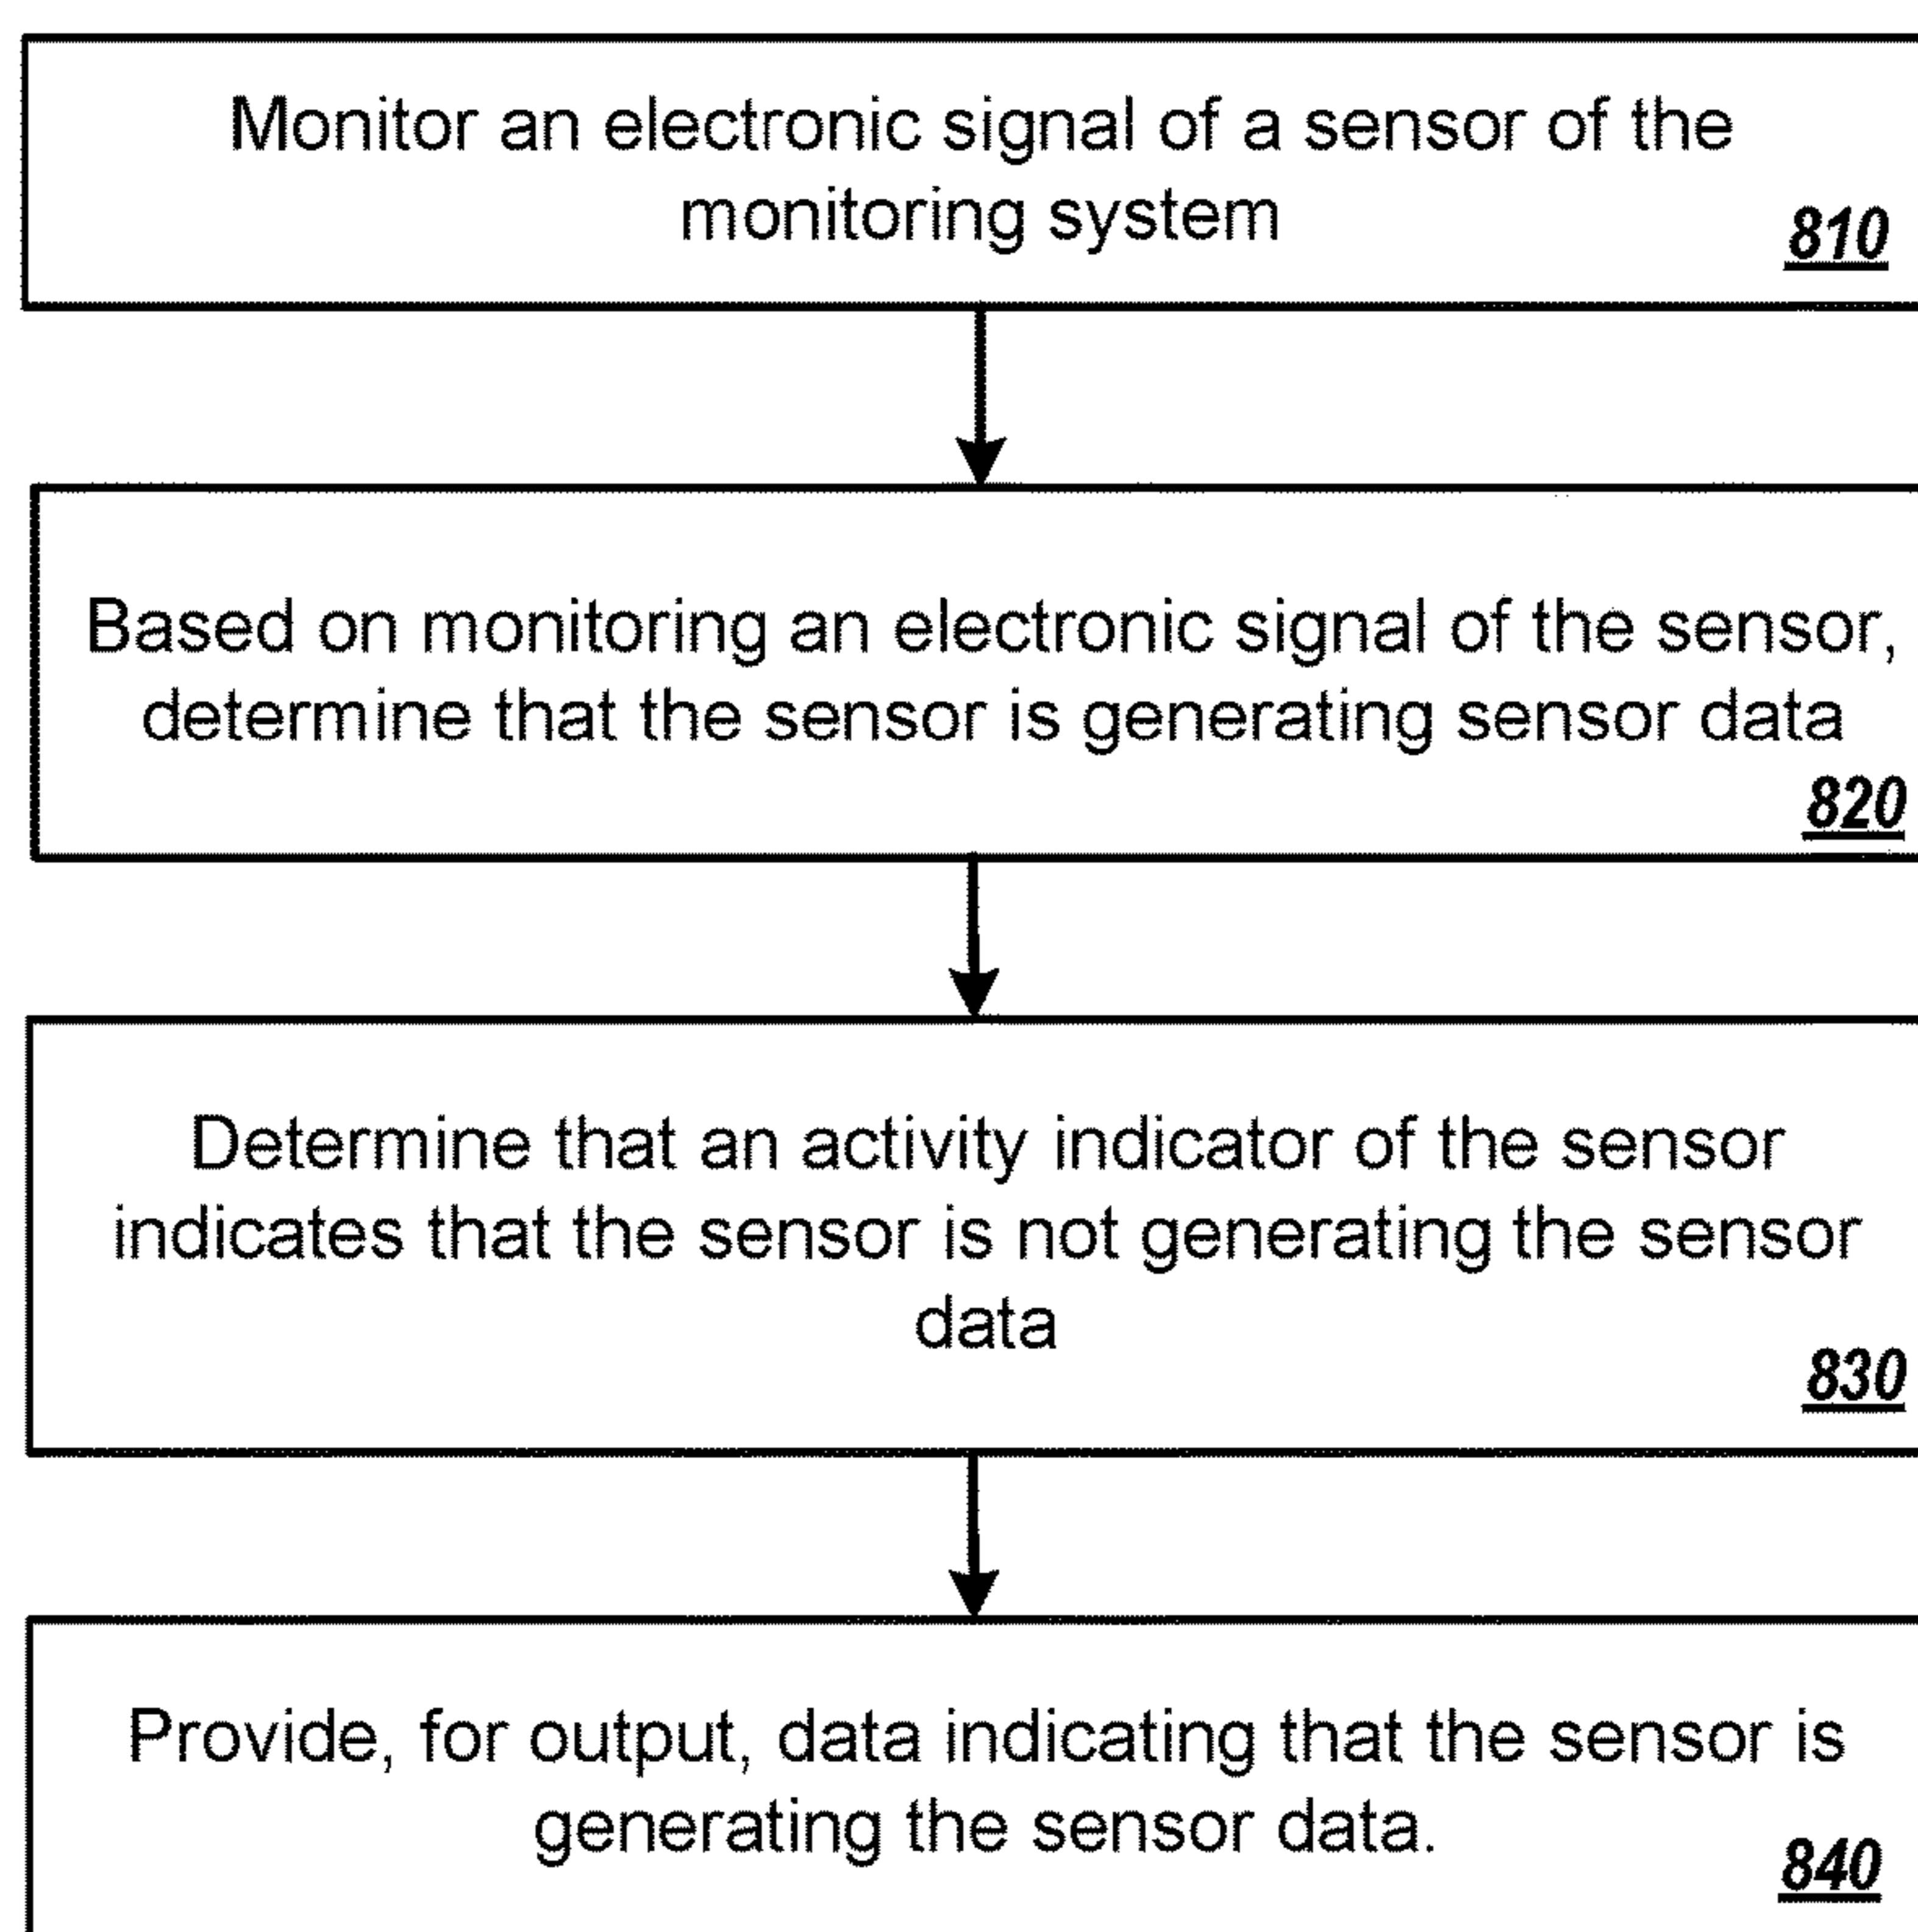 Monitor an electronic signal of a sensor of the
monitoring system
810
Based on monitoring an electronic signal of the sensor,
determine that the sensor is generating sensor data
820
Determine that an activity indicator of the sensor
indicates that the sensor is not generating the sensor
data
830
Provide, for output, data indicating that the sensor is
generating the sensor data.
840